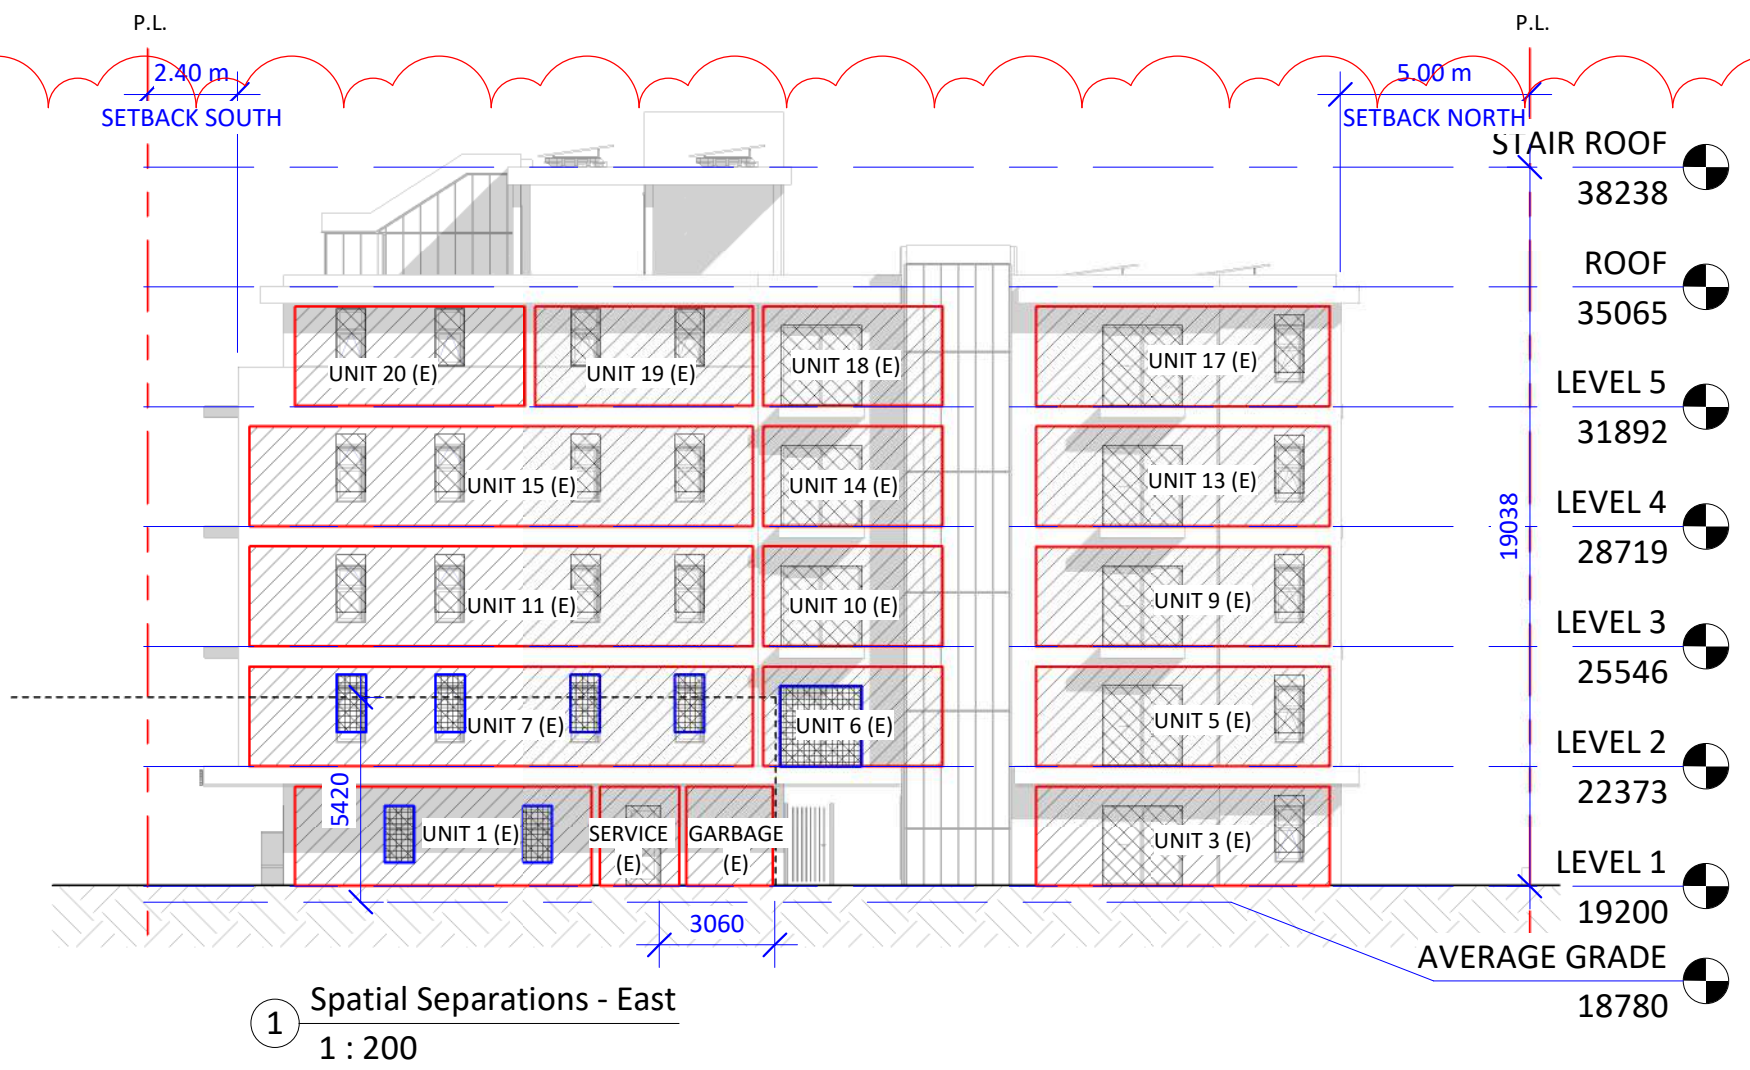 P.L.
P.L.
2.40 m
5.00 m
SETBACK SOUTH
SETBACK NORTH
STAIR ROOF
38238
ROOF
35065
UNIT 20 (E)
UNIT 19 (E)
UNIT 18 (E)
UNIT 17 (E)
LEVEL 5
31892
UNIT 15 (E)
UNIT 14 (E)
UNIT 13 (E)
LEVEL 4
28719
19038
UNIT 11 (E)
UNIT 10 (E)
UNIT 9 (E)
LEVEL 3
25546
UNIT 7 (E)
UNIT 6 (E)
UNIT 5 (E)
LEVEL 2
22373
5420
UNIT 1 (E)
SERVICE
(E)
GARBAGE
(E)
UNIT 3 (E)
LEVEL 1
19200
3060
AVERAGE GRADE
18780
1
Spatial Separations - East
1 : 200